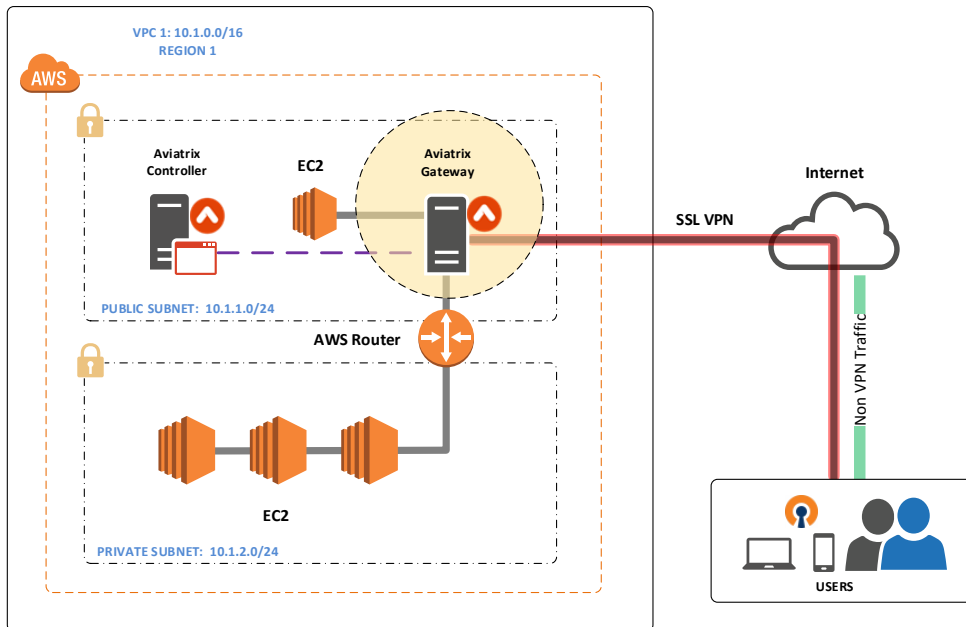 VPC 1: 10.1.0.0/16
REGION 1
AWS
Aviatrix
Controller
EC2
Aviatrix
Gateway
Internet
SSL VPN
PUBLIC SUBNET: 10.1.1.0/24
AWS Router
Non VPN Traffic
EC2
PRIVATE SUBNET: 10.1.2.0/24
USERS